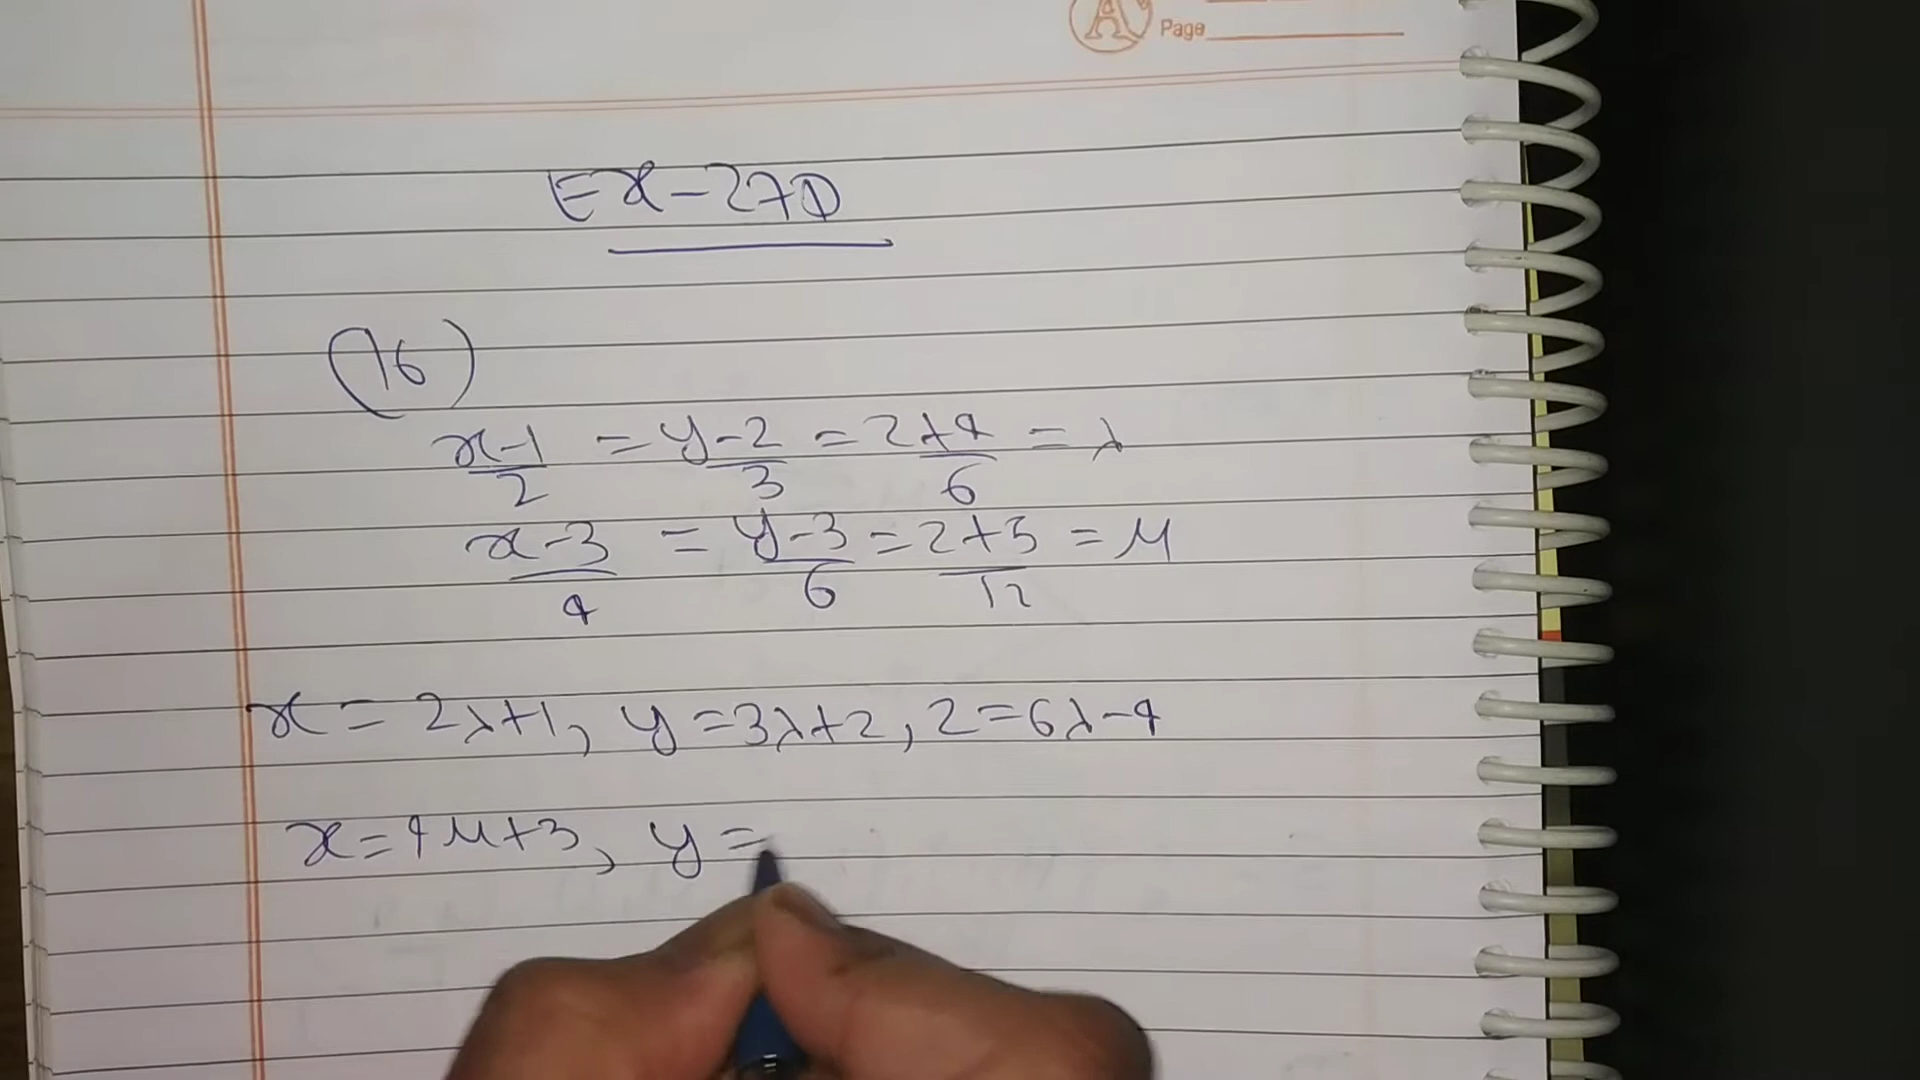 Page
Ex-27D
(16)
x-1/2 = y-2/3 = z+4/6 = λ
x-3/4 = y-3/6 = z+5/12 = μ
x = 2λ+1, y = 3λ+2, z = 6λ-4
x = 4μ+3, y =